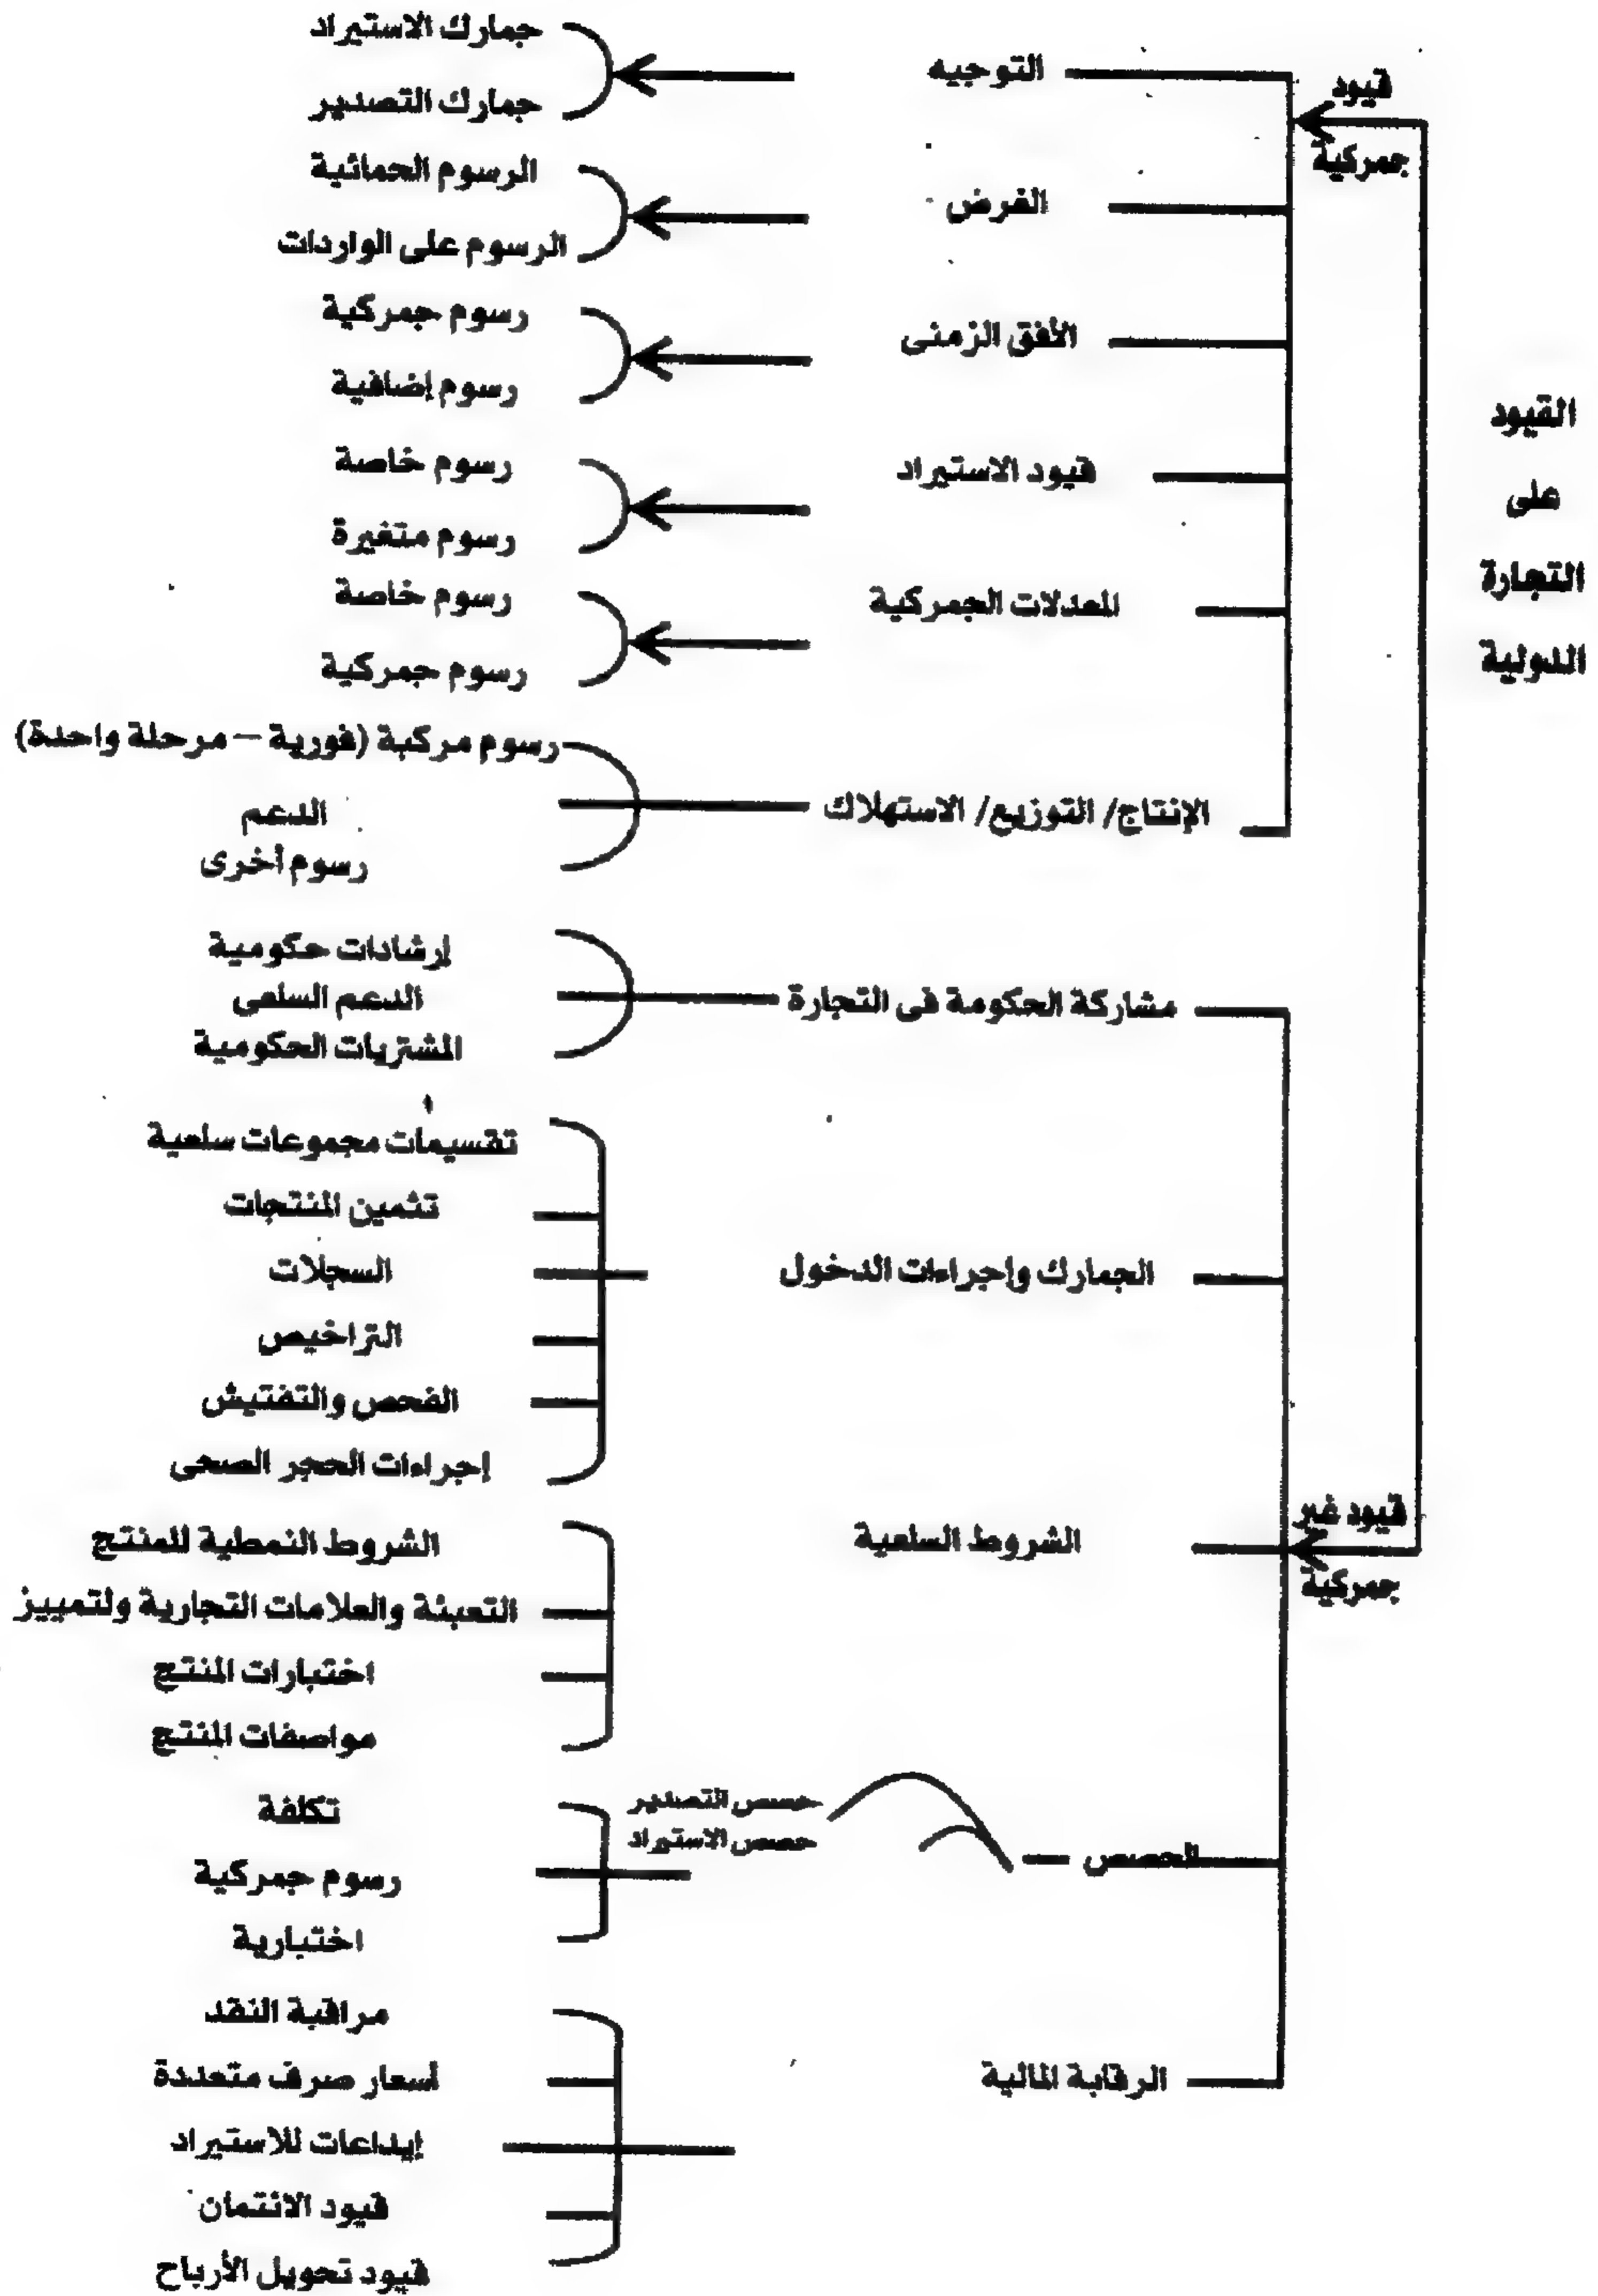 القيود
على
التجارة
الدولية
قيود
جمركية
التوجيه
جمارك الاستيراد
جمارك التصدير
الغرض
الرسوم الحمائية
الرسوم على الواردات
الأفق الزمنى
رسوم جمركية
رسوم إضافية
قيود الاستيراد
رسوم خاصة
رسوم متغيرة
المعدلات الجمركية
رسوم خاصة
رسوم جمركية
الإنتاج/ التوزيع/ الاستهلاك
رسوم مركبة (فورية – مرحلة واحدة)
الدعم
رسوم أخرى
قيود غير
جمركية
مشاركة الحكومة فى التجارة
إرشادات حكومية
الدعم السلعى
المشتريات الحكومية
الجمارك وإجراءات الدخول
تقسيمات مجموعات سلعية
تثمين المنتجات
السجلات
التراخيص
الفحص والتفتيش
إجراءات الحجر الصحى
الشروط السلعية
الشروط النمطية للمنتج
التعبئة والعلامات التجارية ولتمييز
اختبارات المنتج
مواصفات المنتج
الحصص
حصص التصدير
حصص الاستيراد
تكلفة
رسوم جمركية
اختبارية
الرقابة المالية
مراقبة النقد
أسعار صرف متعددة
إيداعات للاستيراد
قيود الائتمان
قيود تحويل الأرباح